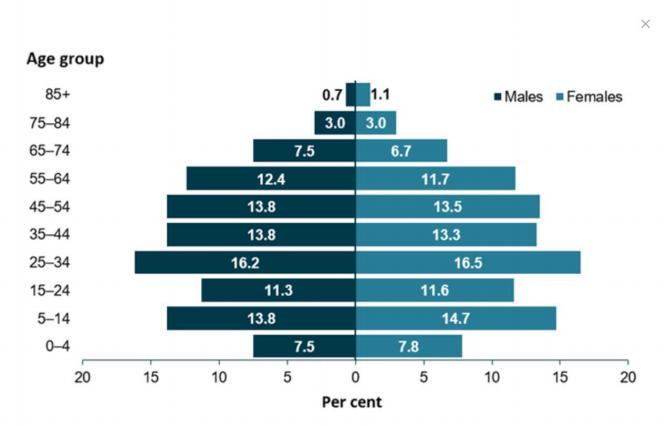 ×
Age group
85+ 0.7 1.1 Males Females
75–84 3.0 3.0
65–74 7.5 6.7
55–64 12.4 11.7
45–54 13.8 13.5
35–44 13.8 13.3
25–34 16.2 16.5
15–24 11.3 11.6
5–14 13.8 14.7
0–4 7.5 7.8
20 15 10 5 0 5 10 15 20
Per cent